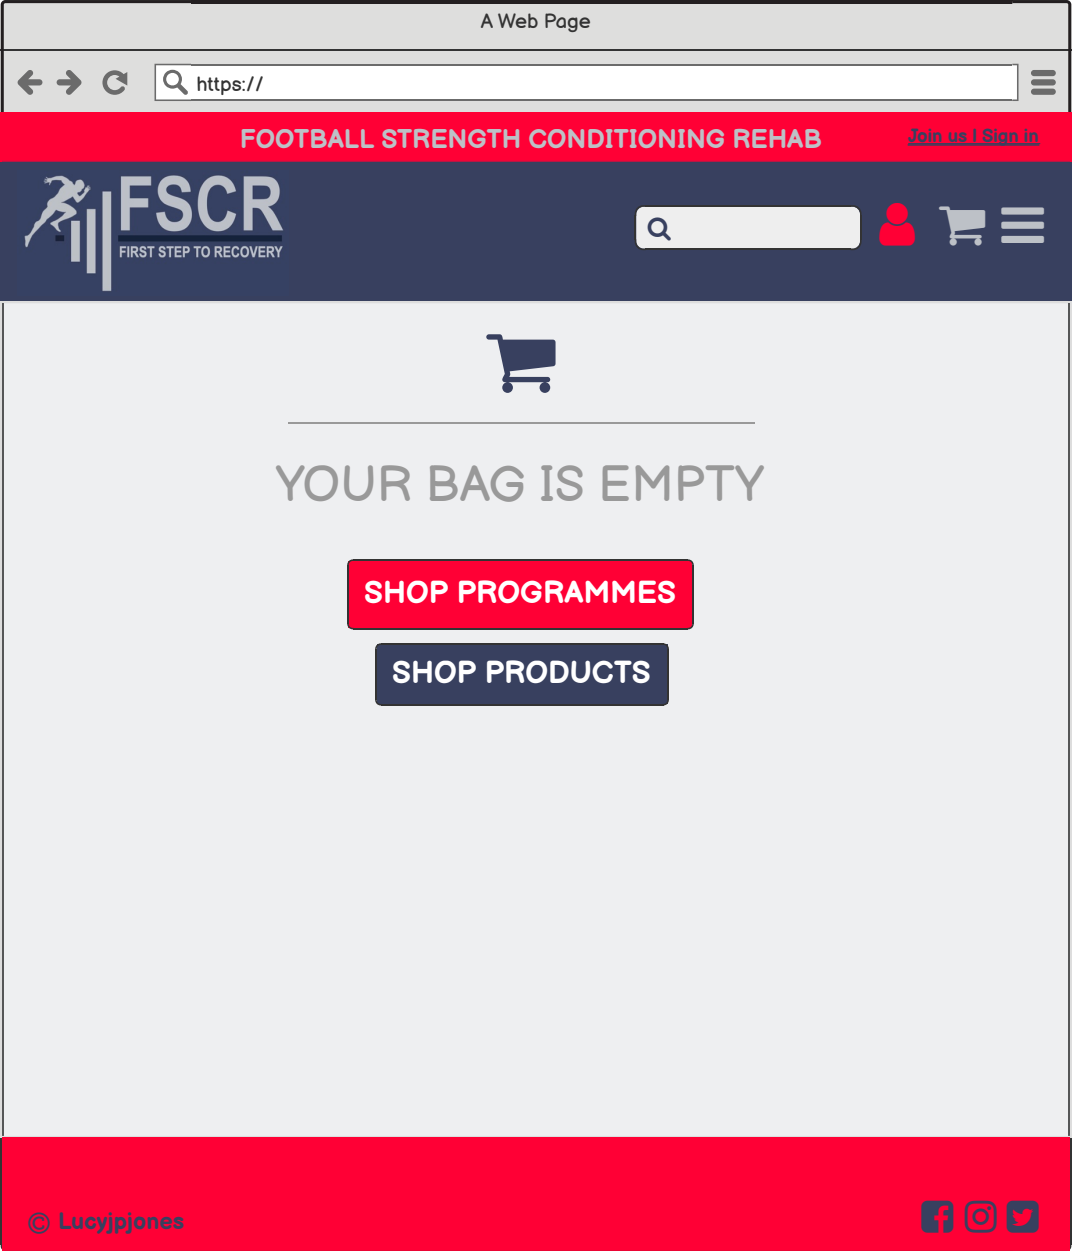 A Web Page
https://
FOOTBALL STRENGTH CONDITIONING REHAB
Join us | Sign in
FSCR
FIRST STEP TO RECOVERY
YOUR BAG IS EMPTY
SHOP PROGRAMMES
SHOP PRODUCTS
© Lucyjpjones